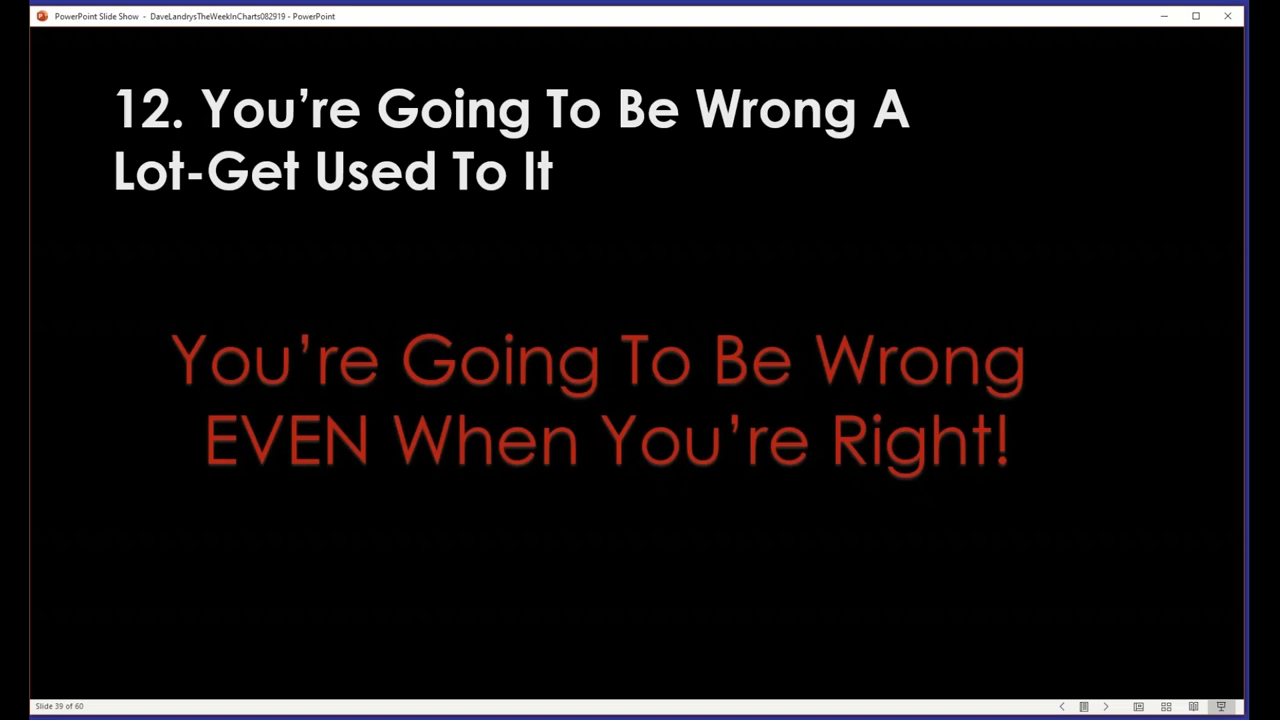 PowerPoint Slide Show - DaveLandrysTheWeekInCharts082919 - PowerPoint
12. You’re Going To Be Wrong A
Lot-Get Used To It
You’re Going To Be Wrong
EVEN When You’re Right!
Slide 39 of 60